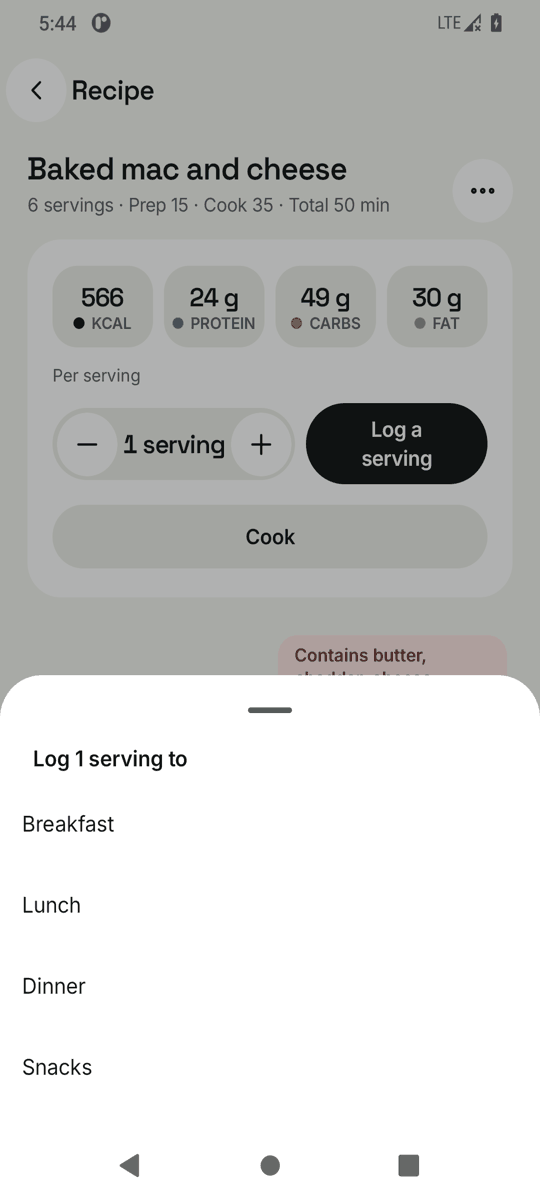 5:44
LTE
Recipe
Baked mac and cheese
6 servings · Prep 15 · Cook 35 · Total 50 min
566
KCAL
24 g
PROTEIN
49 g
CARBS
30 g
FAT
Per serving
1 serving
Log a
serving
Cook
Contains butter,
Log 1 serving to
Breakfast
Lunch
Dinner
Snacks